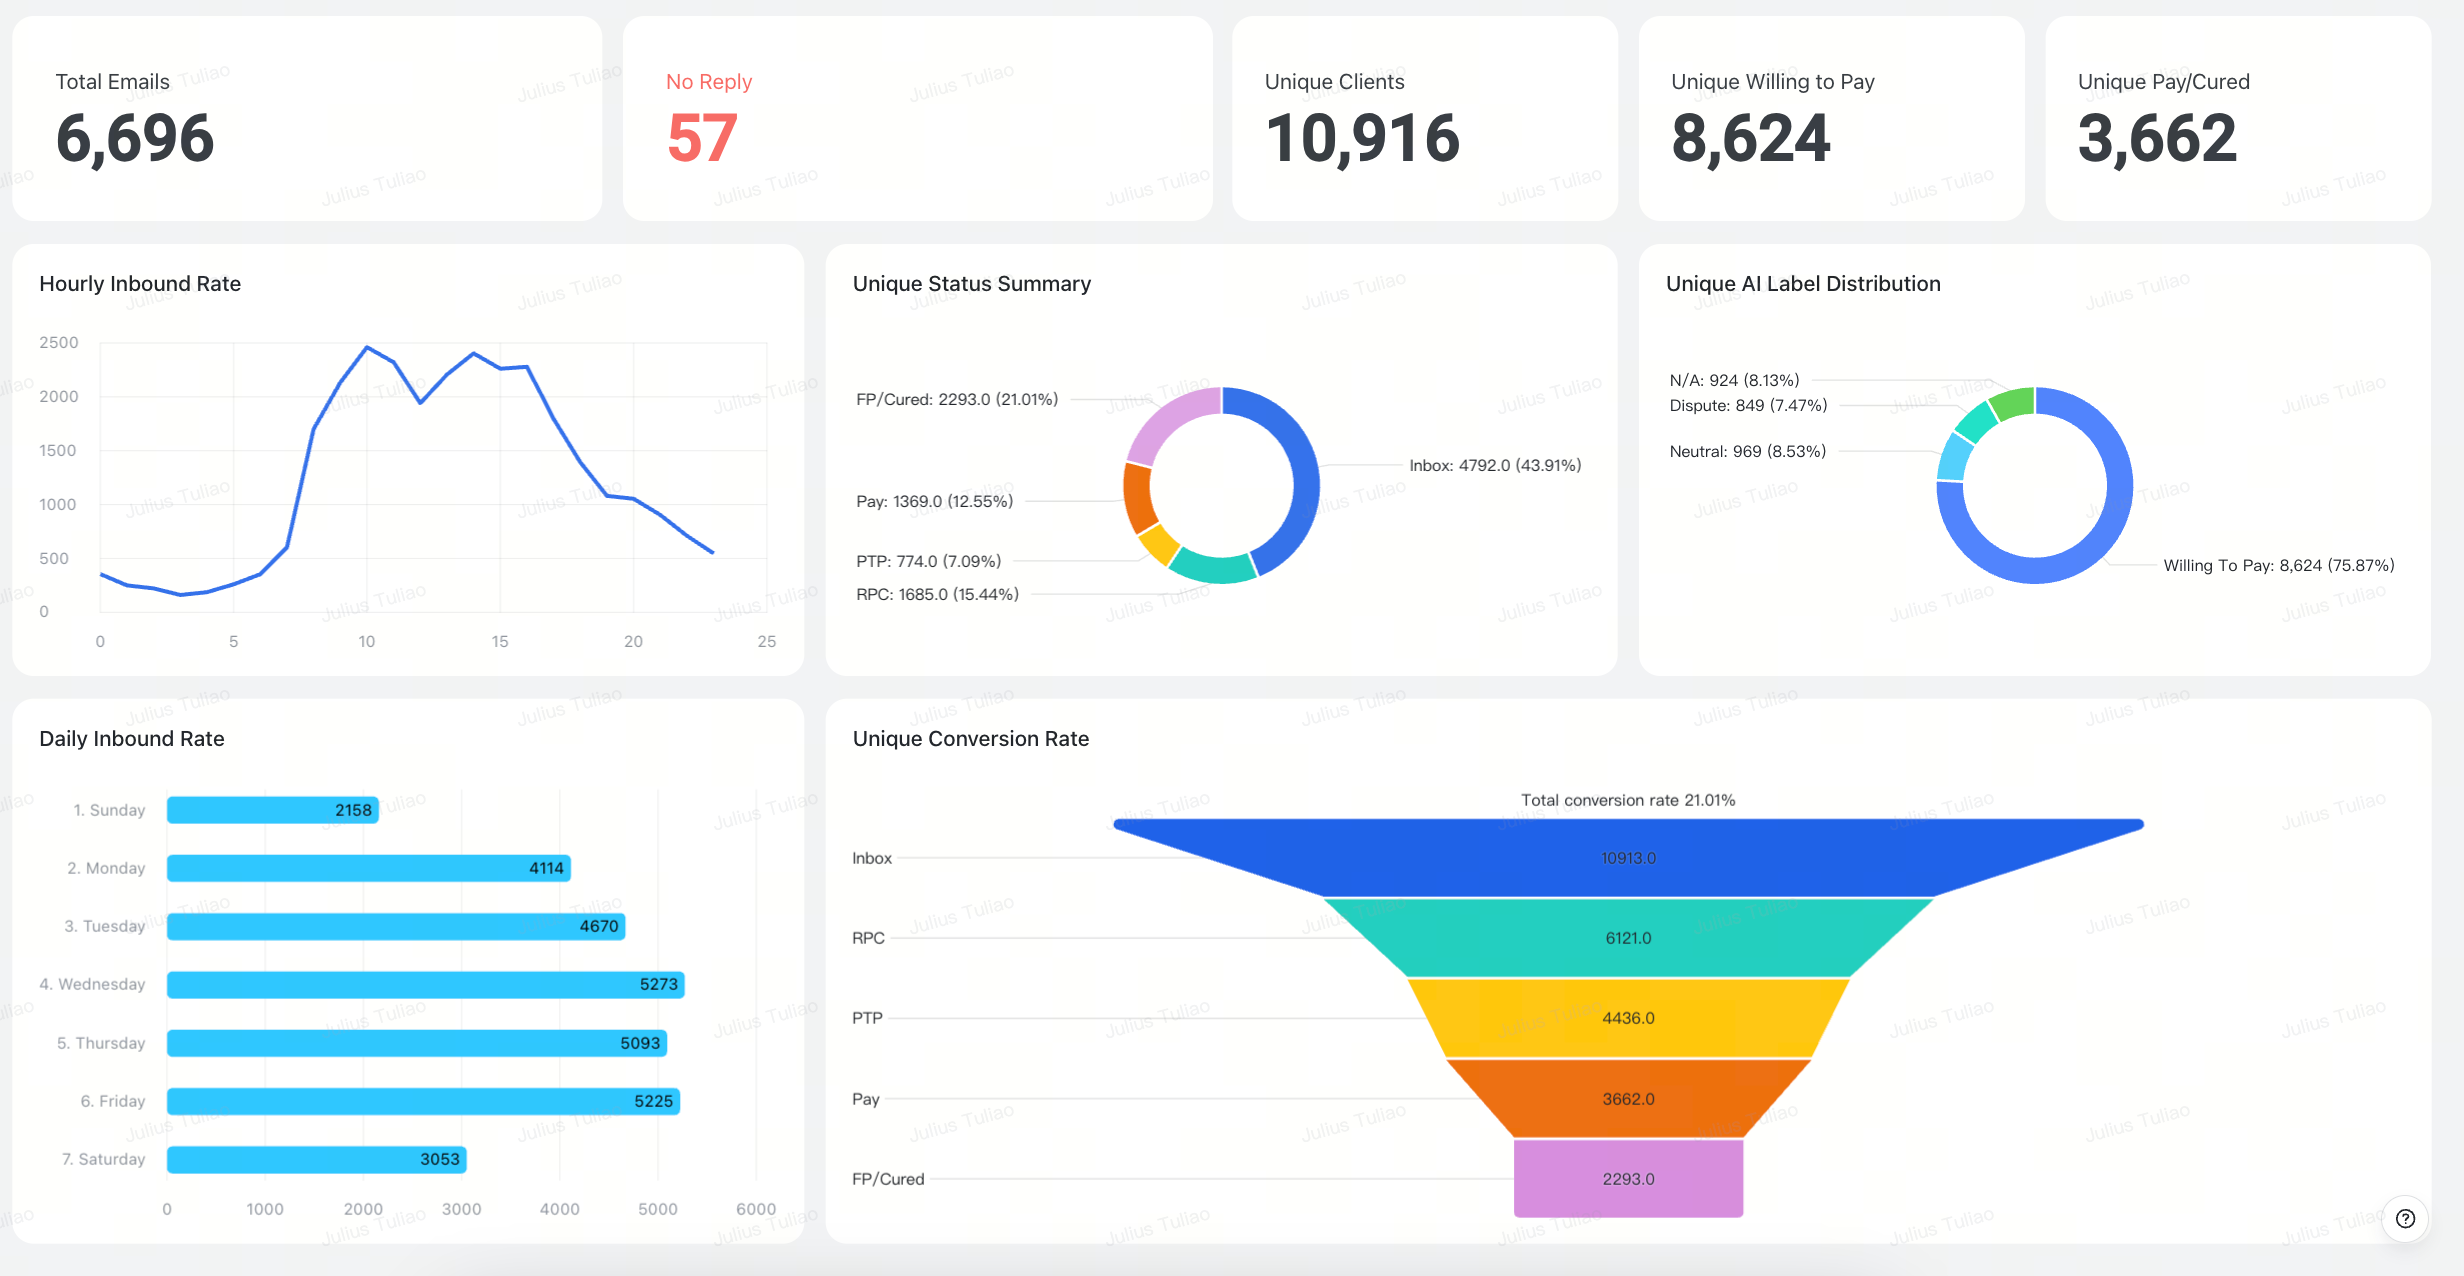 Total Emails
6,696
No Reply
57
Unique Clients
10,916
Unique Willing to Pay
8,624
Unique Pay/Cured
3,662
Hourly Inbound Rate
2500
2000
1500
1000
500
0
0 5 10 15 20 25
Unique Status Summary
FP/Cured: 2293.0 (21.01%)
Inbox: 4792.0 (43.91%)
Pay: 1369.0 (12.55%)
PTP: 774.0 (7.09%)
RPC: 1685.0 (15.44%)
Unique AI Label Distribution
N/A: 924 (8.13%)
Dispute: 849 (7.47%)
Neutral: 969 (8.53%)
Willing To Pay: 8,624 (75.87%)
Daily Inbound Rate
1. Sunday 2158
2. Monday 4114
3. Tuesday 4670
4. Wednesday 5273
5. Thursday 5093
6. Friday 5225
7. Saturday 3053
0 1000 2000 3000 4000 5000 6000
Unique Conversion Rate
Total conversion rate 21.01%
Inbox 10913.0
RPC 6121.0
PTP 4436.0
Pay 3662.0
FP/Cured 2293.0
?
Julius Tuliao